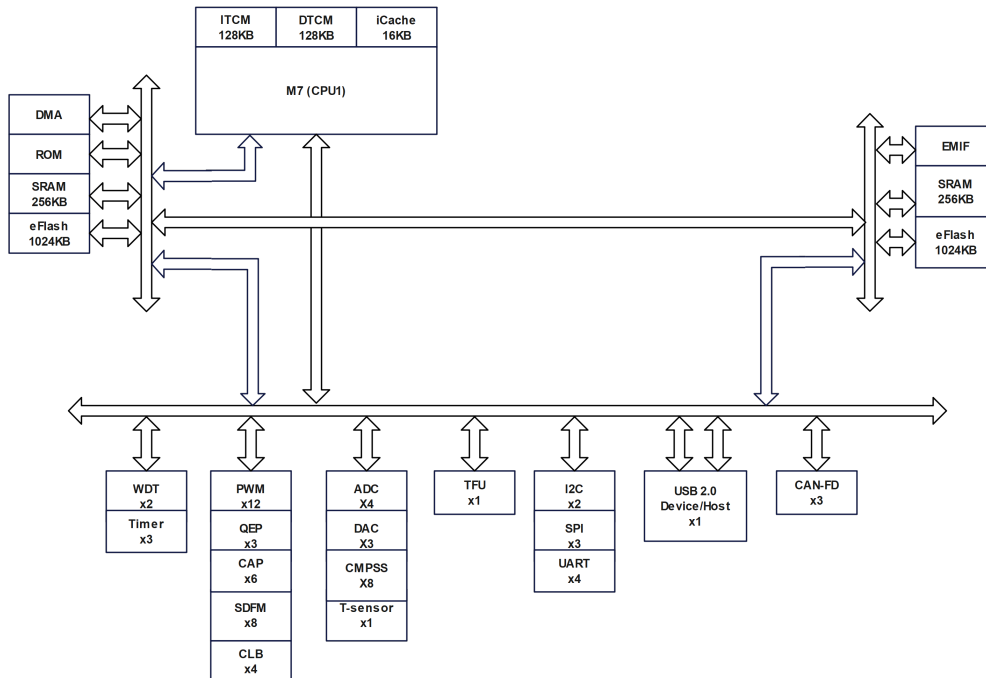 ITCM
128KB
DTCM
128KB
iCache
16KB
M7 (CPU1)
DMA
ROM
SRAM
256KB
eFlash
1024KB
EMIF
SRAM
256KB
eFlash
1024KB
WDT
x2
Timer
x3
PWM
x12
QEP
x3
CAP
x6
SDFM
x8
CLB
x4
ADC
X4
DAC
X3
CMPSS
X8
T-sensor
x1
TFU
x1
I2C
x2
SPI
x3
UART
x4
USB 2.0
Device/Host
x1
CAN-FD
x3